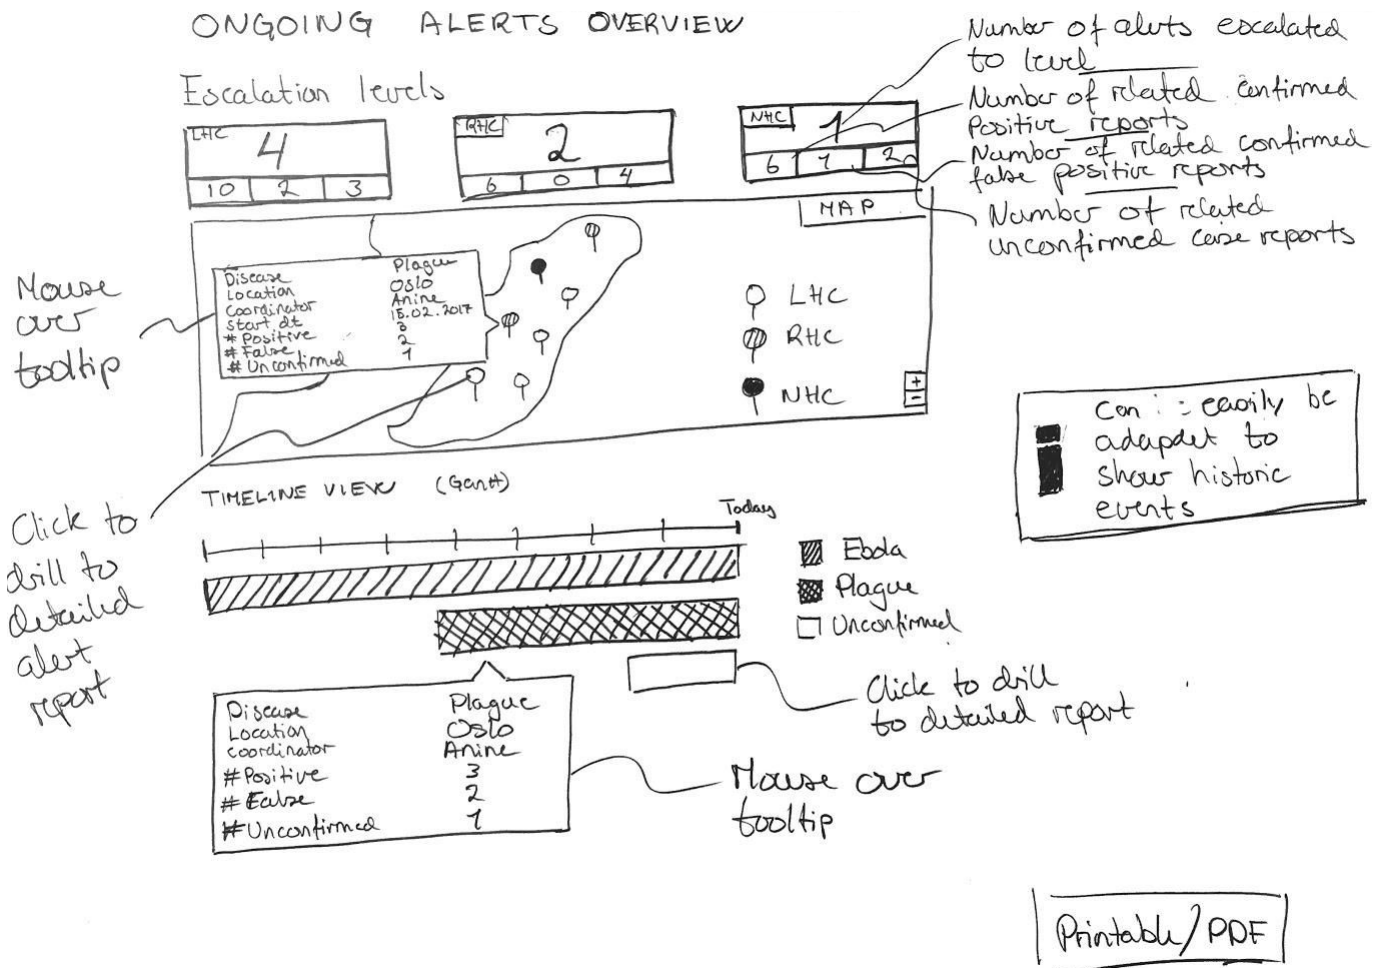 ONGOING ALERTS OVERVIEW
Escalation levels
LHC
4
10 2 3
RHC
2
6 0 4
NHC
1
6 1 2
Number of alerts escalated
to level
Number of related confirmed
Positive reports
Number of related confirmed
false positive reports
Number of related
unconfirmed case reports
MAP
Disease Plague
Location Oslo
Coordinator Anine
start dt 15.02.2017
# Positive 3
# False 2
# Unconfirmed 1
LHC
RHC
NHC
+
-
Mouse
over
tooltip
Click to
drill to
detailed
alert
report
can easily be
adapdet to
show historic
events
TIMELINE VIEW (Gantt)
Today
Ebola
Plague
Unconfirmed
Click to drill
to detailed report
Disease Plague
Location Oslo
coordinator Anine
# Positive 3
# False 2
# Unconfirmed 1
Mouse over
tooltip
Printable/PDF